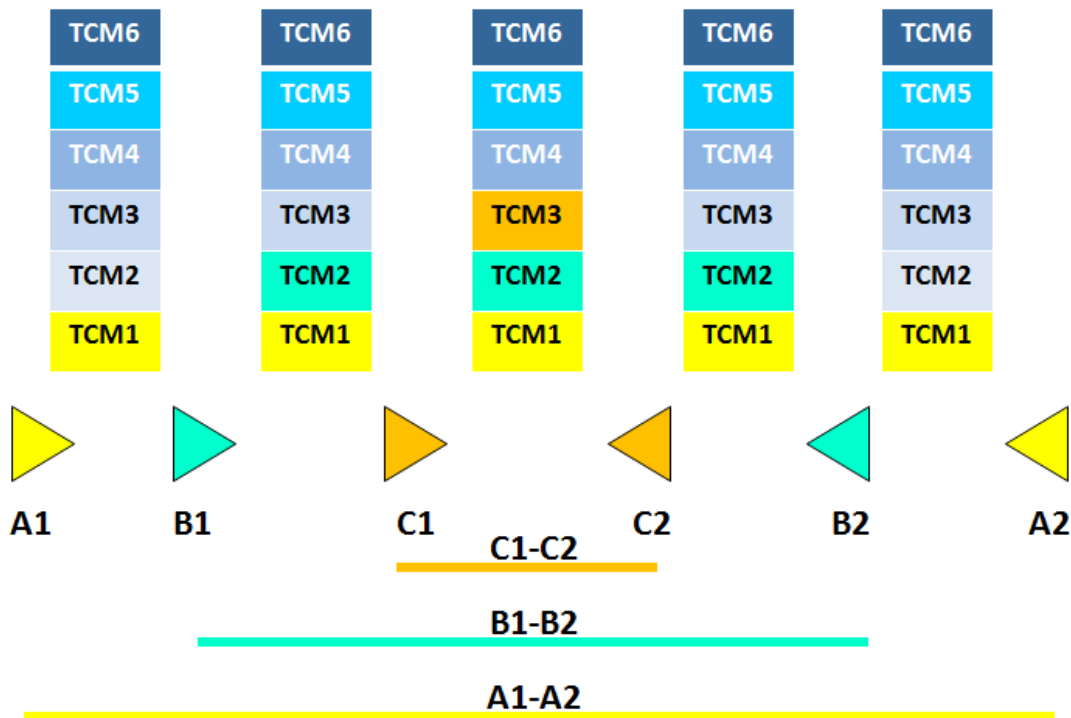 TCM6 TCM6 TCM6 TCM6 TCM6
TCM5 TCM5 TCM5 TCM5 TCM5
TCM4 TCM4 TCM4 TCM4 TCM4
TCM3 TCM3 TCM3 TCM3 TCM3
TCM2 TCM2 TCM2 TCM2 TCM2
TCM1 TCM1 TCM1 TCM1 TCM1
A1 B1 C1 C2 B2 A2
C1-C2
B1-B2
A1-A2